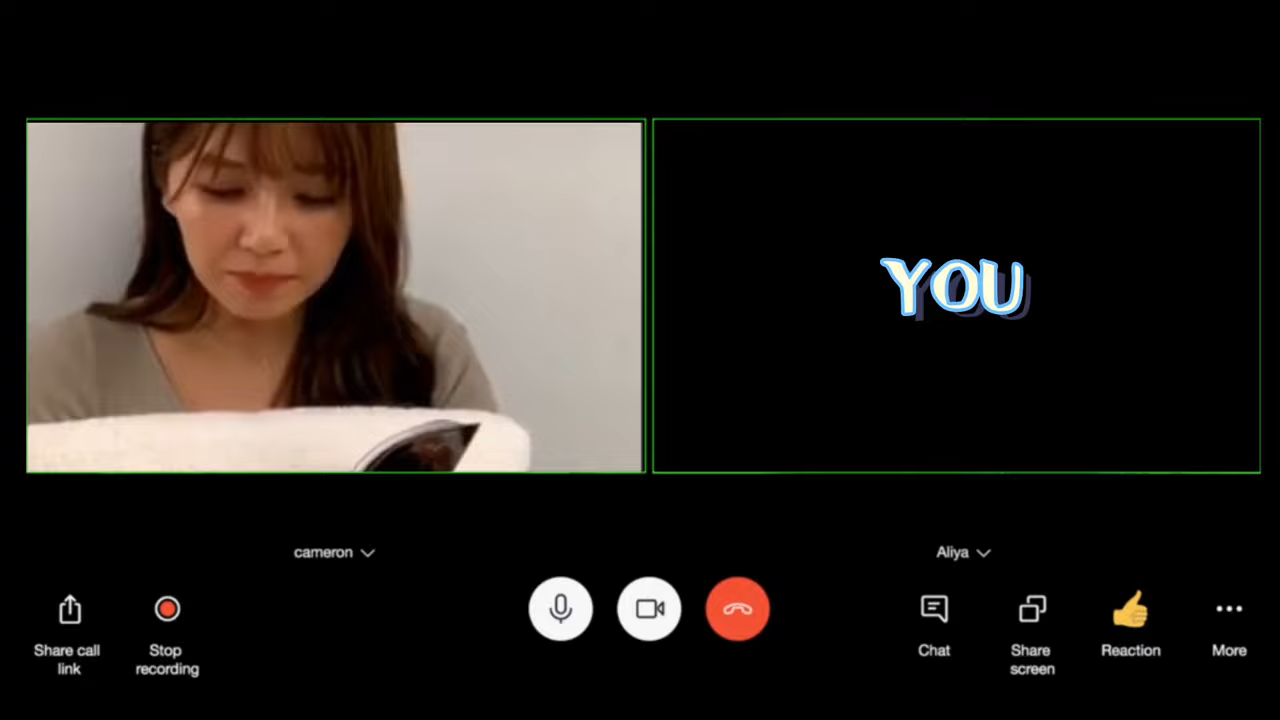 YOU
cameron
Aliya
Share call
link
Stop
recording
Chat
Share
screen
Reaction
More